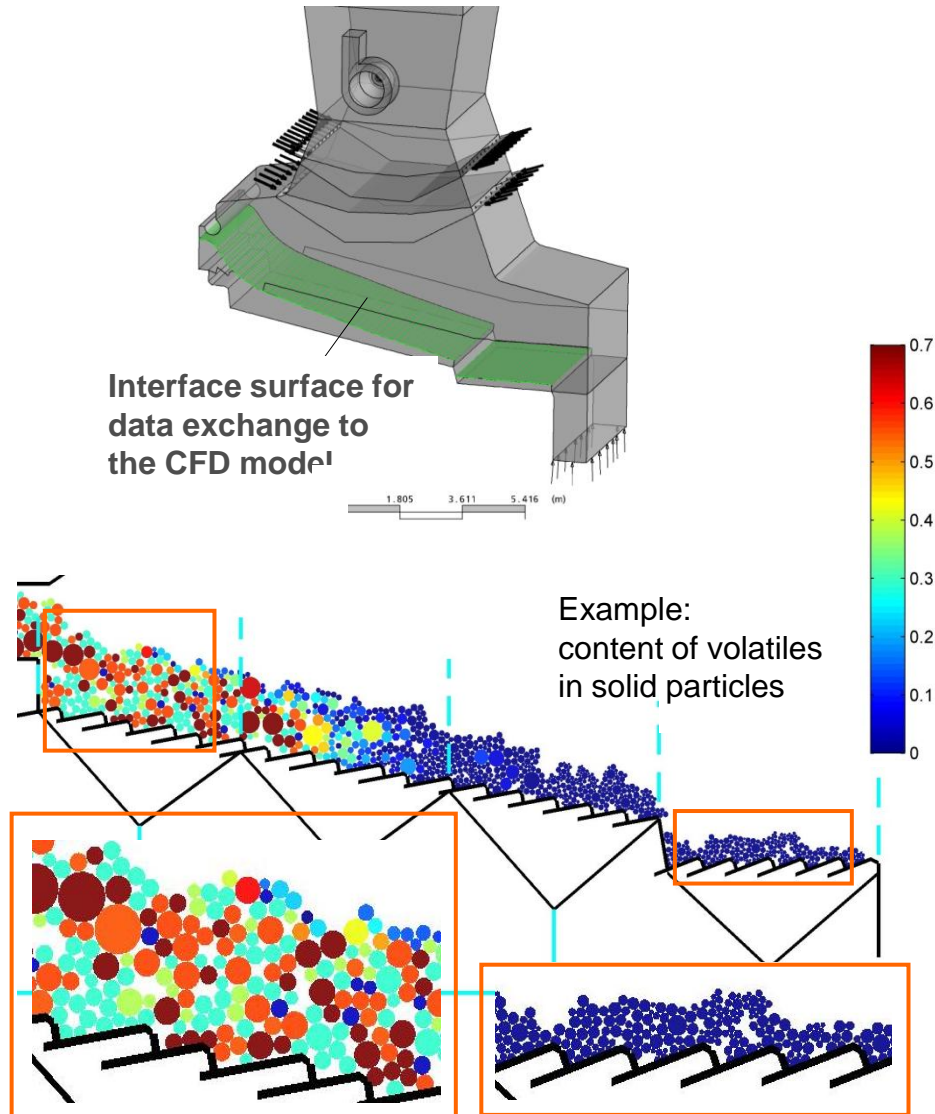 Interface surface for
data exchange to
the CFD model
1.805 3.611 5.416 (m)
0.7
0.6
0.5
0.4
0.3
0.2
0.1
0
Example:
content of volatiles
in solid particles